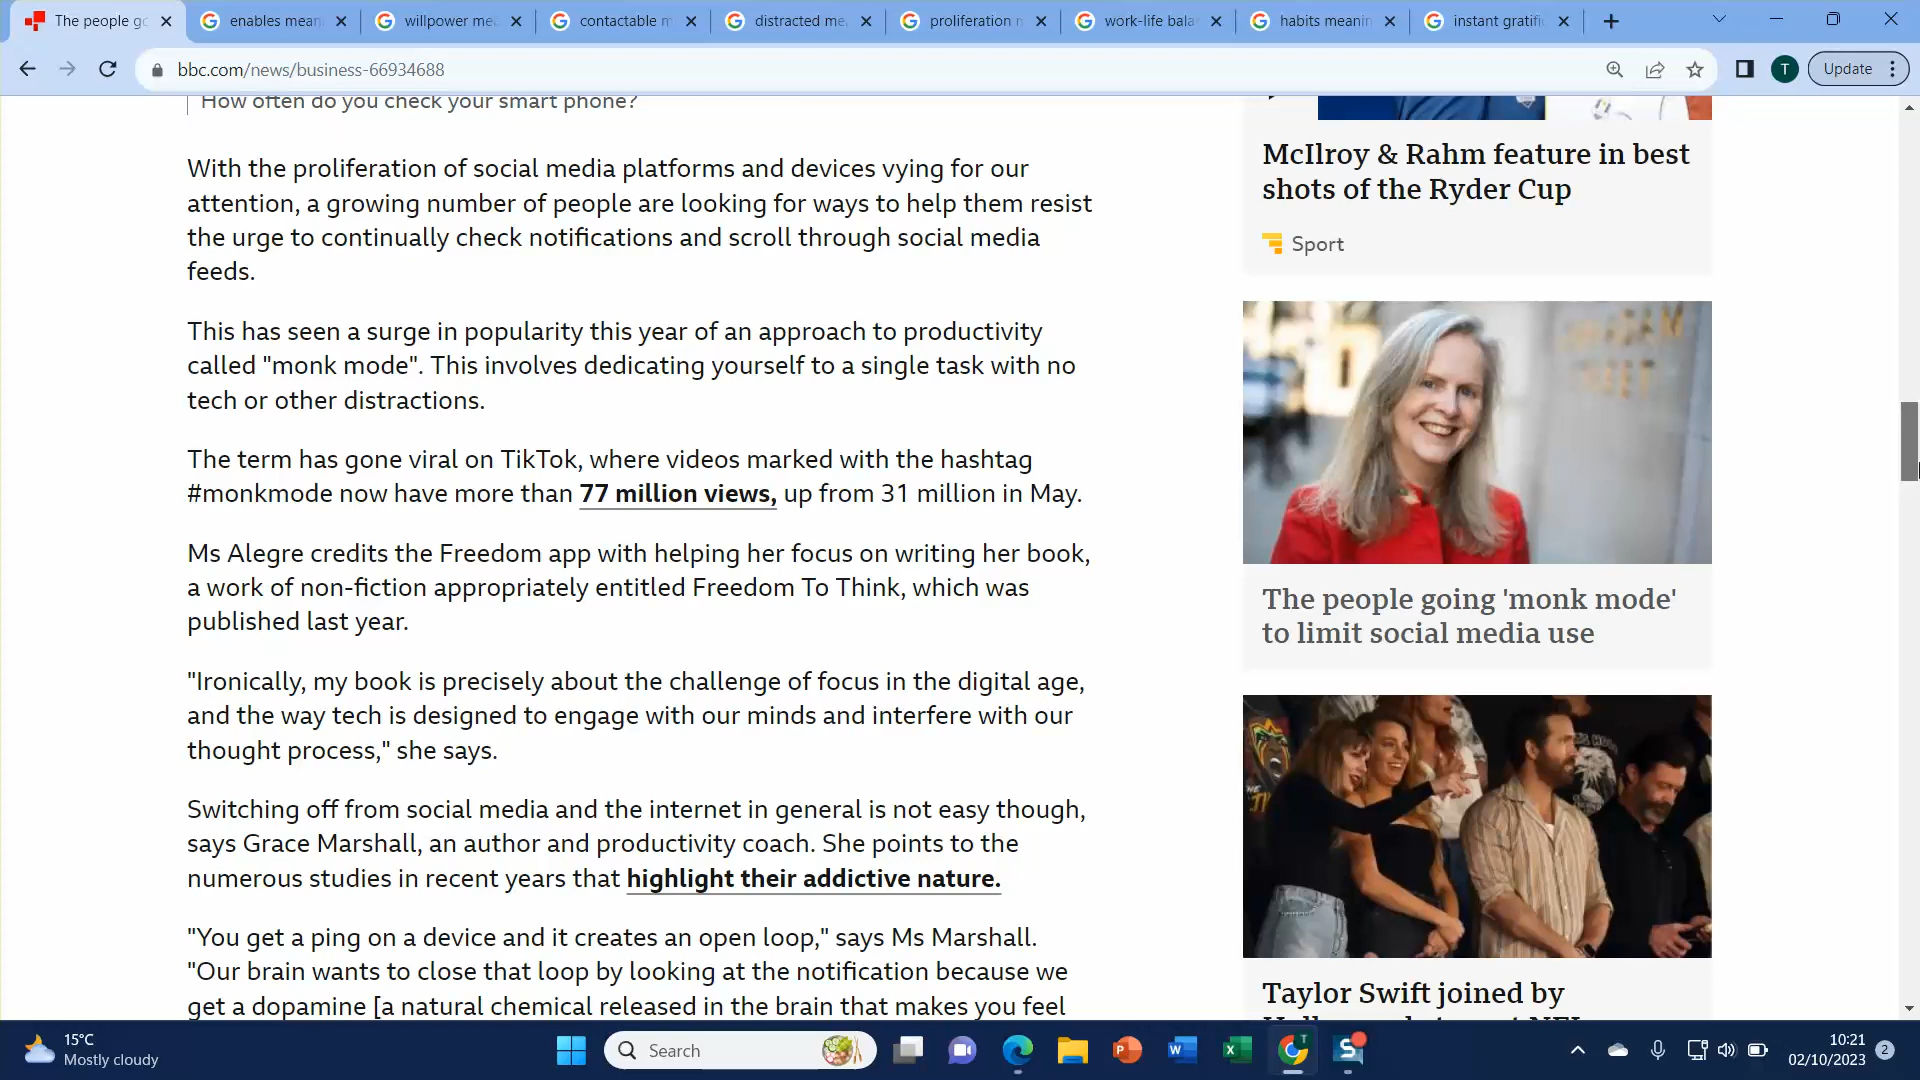 The people go
enables mean
willpower me
contactable m
distracted me
proliferation n
work-life bala
habits meanin
instant gratifi
bbc.com/news/business-66934688
T
Update
How often do you check your smart phone?
With the proliferation of social media platforms and devices vying for our
attention, a growing number of people are looking for ways to help them resist
the urge to continually check notifications and scroll through social media
feeds.
This has seen a surge in popularity this year of an approach to productivity
called "monk mode". This involves dedicating yourself to a single task with no
tech or other distractions.
The term has gone viral on TikTok, where videos marked with the hashtag
#monkmode now have more than 77 million views, up from 31 million in May.
Ms Alegre credits the Freedom app with helping her focus on writing her book,
a work of non-fiction appropriately entitled Freedom To Think, which was
published last year.
"Ironically, my book is precisely about the challenge of focus in the digital age,
and the way tech is designed to engage with our minds and interfere with our
thought process," she says.
Switching off from social media and the internet in general is not easy though,
says Grace Marshall, an author and productivity coach. She points to the
numerous studies in recent years that highlight their addictive nature.
"You get a ping on a device and it creates an open loop," says Ms Marshall.
"Our brain wants to close that loop by looking at the notification because we
get a dopamine [a natural chemical released in the brain that makes you feel
McIlroy & Rahm feature in best
shots of the Ryder Cup
Sport
The people going 'monk mode'
to limit social media use
Taylor Swift joined by
15°C
Mostly cloudy
Search
10:21
02/10/2023
2